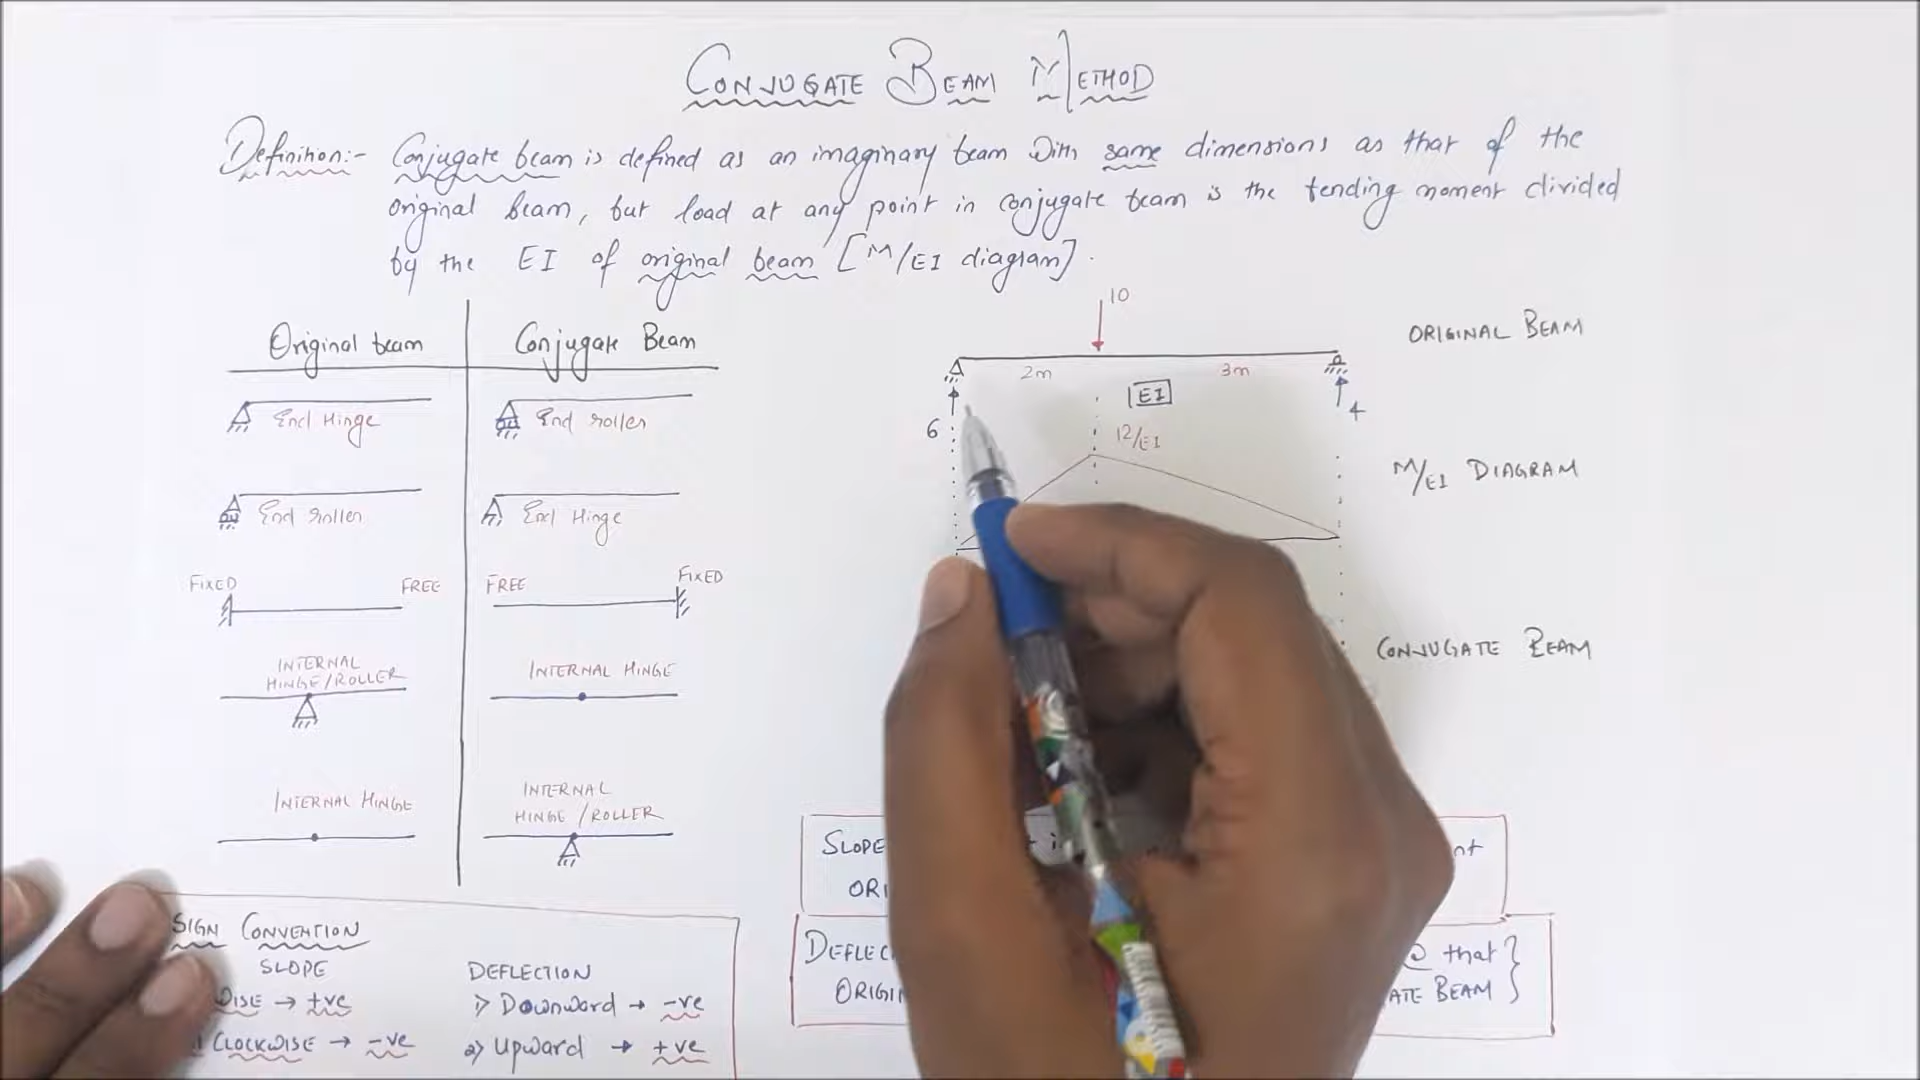 CONJUGATE BEAM METHOD
Definition:- Conjugate beam is defined as an imaginary beam with same dimensions as that of the
original beam, but load at any point in conjugate beam is the bending moment divided
by the EI of original beam [M/EI diagram].
Original beam Conjugate Beam
End Hinge End roller
End roller End Hinge
FIXED FREE FREE FIXED
INTERNAL HINGE/ROLLER INTERNAL HINGE
INTERNAL HINGE INTERNAL HINGE/ROLLER
10
ORIGINAL BEAM
2m 3m
EI
6 4
12/EI
M/EI DIAGRAM
CONJUGATE BEAM
SLOPE
DEFLEC @ that
ATE BEAM
SIGN CONVENTION
SLOPE
WISE → +ve
CLOCKWISE → -ve
DEFLECTION
1) Downward → -ve
2) Upward → +ve